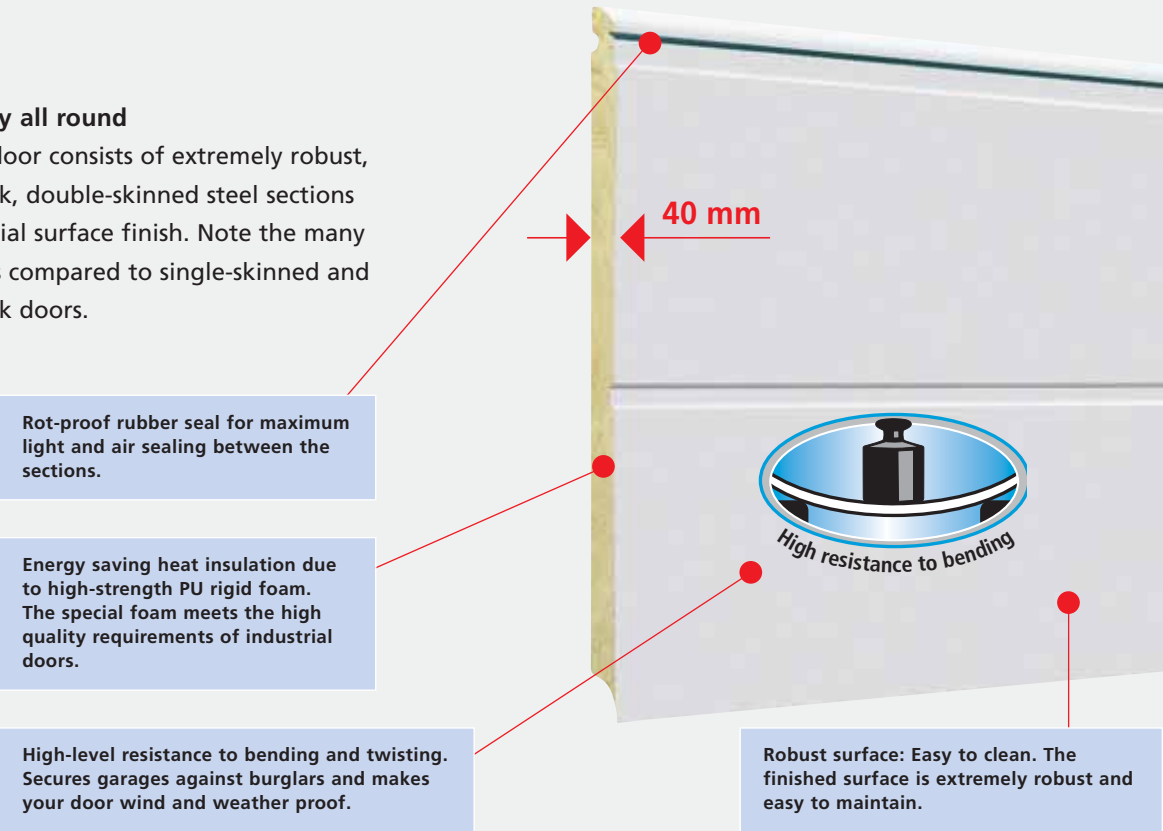 y all round
loor consists of extremely robust,
k, double-skinned steel sections
ial surface finish. Note the many
s compared to single-skinned and
k doors.
40 mm
Rot-proof rubber seal for maximum
light and air sealing between the
sections.
Energy saving heat insulation due
to high-strength PU rigid foam.
The special foam meets the high
quality requirements of industrial
doors.
High resistance to bending
High-level resistance to bending and twisting.
Secures garages against burglars and makes
your door wind and weather proof.
Robust surface: Easy to clean. The
finished surface is extremely robust and
easy to maintain.